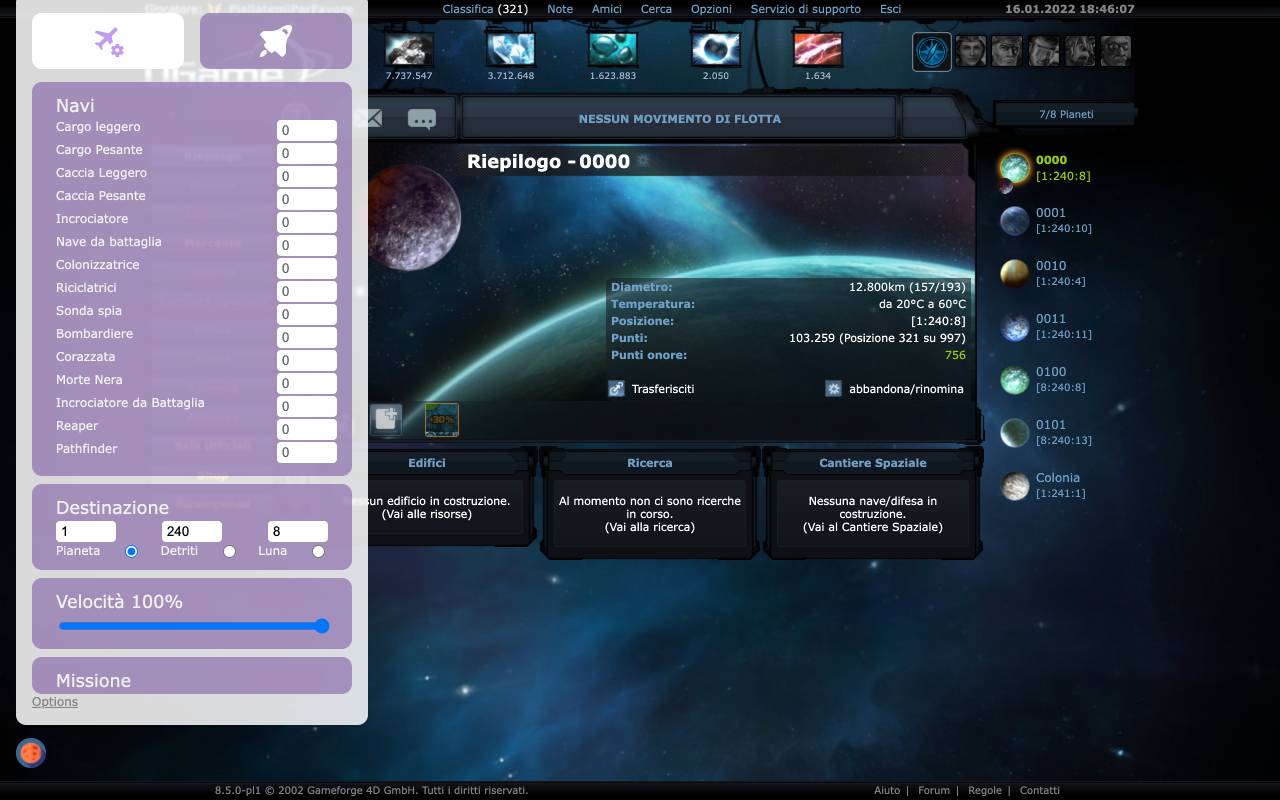 Giocatore: PiallatemiPerFavore
Classifica (321) Note Amici Cerca Opzioni Servizio di supporto Esci
16.01.2022 18:46:07
OGame
7.737.547 3.712.648 1.623.883 2.050 1.634
7/8 Pianeti
NESSUN MOVIMENTO DI FLOTTA
Navi
Cargo leggero 0
Cargo Pesante 0
Caccia Leggero 0
Caccia Pesante 0
Incrociatore 0
Nave da battaglia 0
Colonizzatrice 0
Riciclatrici 0
Sonda spia 0
Bombardiere 0
Corazzata 0
Morte Nera 0
Incrociatore da Battaglia 0
Reaper 0
Pathfinder 0
Destinazione
1 240 8
Pianeta Detriti Luna
Velocità 100%
Missione
Options
Riepilogo - 0000
Diametro: 12.800km (157/193)
Temperatura: da 20°C a 60°C
Posizione: [1:240:8]
Punti: 103.259 (Posizione 321 su 997)
Punti onore: 756
Trasferisciti abbandona/rinomina
-30%
Edifici
nessun edificio in costruzione.
(Vai alle risorse)
Ricerca
Al momento non ci sono ricerche
in corso.
(Vai alla ricerca)
Cantiere Spaziale
Nessuna nave/difesa in
costruzione.
(Vai al Cantiere Spaziale)
0000
[1:240:8]
0001
[1:240:10]
0010
[1:240:4]
0011
[1:240:11]
0100
[8:240:8]
0101
[8:240:13]
Colonia
[1:241:1]
8.5.0-pl1 © 2002 Gameforge 4D GmbH. Tutti i diritti riservati.
Aiuto | Forum | Regole | Contatti